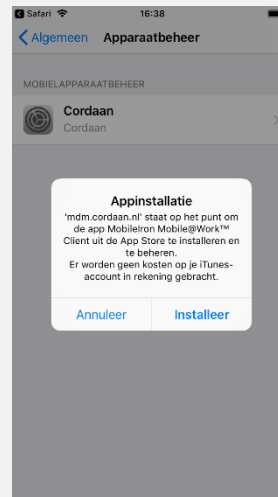 Safari 16:38
Algemeen Apparaatbeheer
MOBIELAPPARAATBEHEER
Cordaan
Cordaan
Appinstallatie
'mdm.cordaan.nl' staat op het punt om
de app MobileIron Mobile@Work™
Client uit de App Store te installeren en
te beheren.
Er worden geen kosten op je iTunes-
account in rekening gebracht.
Annuleer Installeer